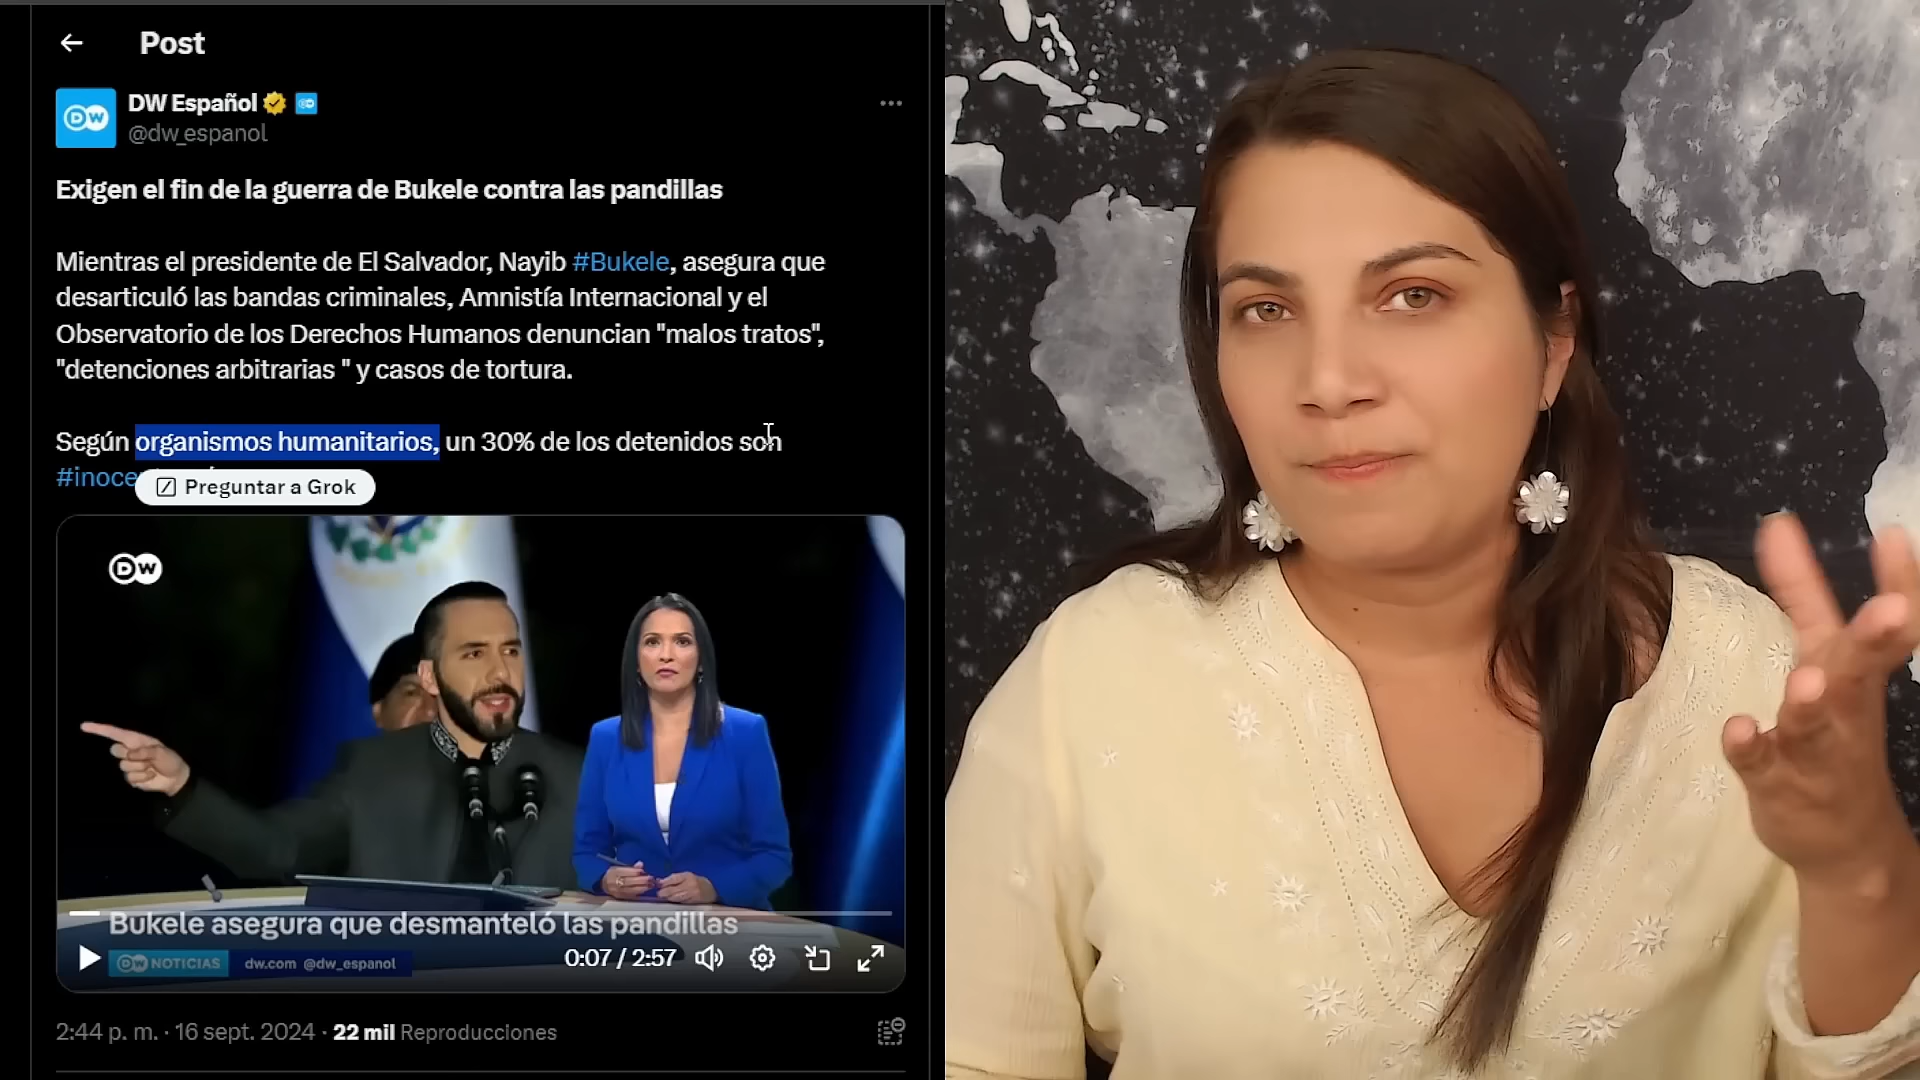 Post
DW Español
@dw_espanol
Exigen el fin de la guerra de Bukele contra las pandillas
Mientras el presidente de El Salvador, Nayib #Bukele, asegura que
desarticuló las bandas criminales, Amnistía Internacional y el
Observatorio de los Derechos Humanos denuncian "malos tratos",
"detenciones arbitrarias " y casos de tortura.
Según organismos humanitarios, un 30% de los detenidos son
#inoce
Preguntar a Grok
DW
Bukele asegura que desmanteló las pandillas
0:07 / 2:57
DW NOTICIAS dw.com @dw_espanol
2:44 p. m. · 16 sept. 2024 · 22 mil Reproducciones